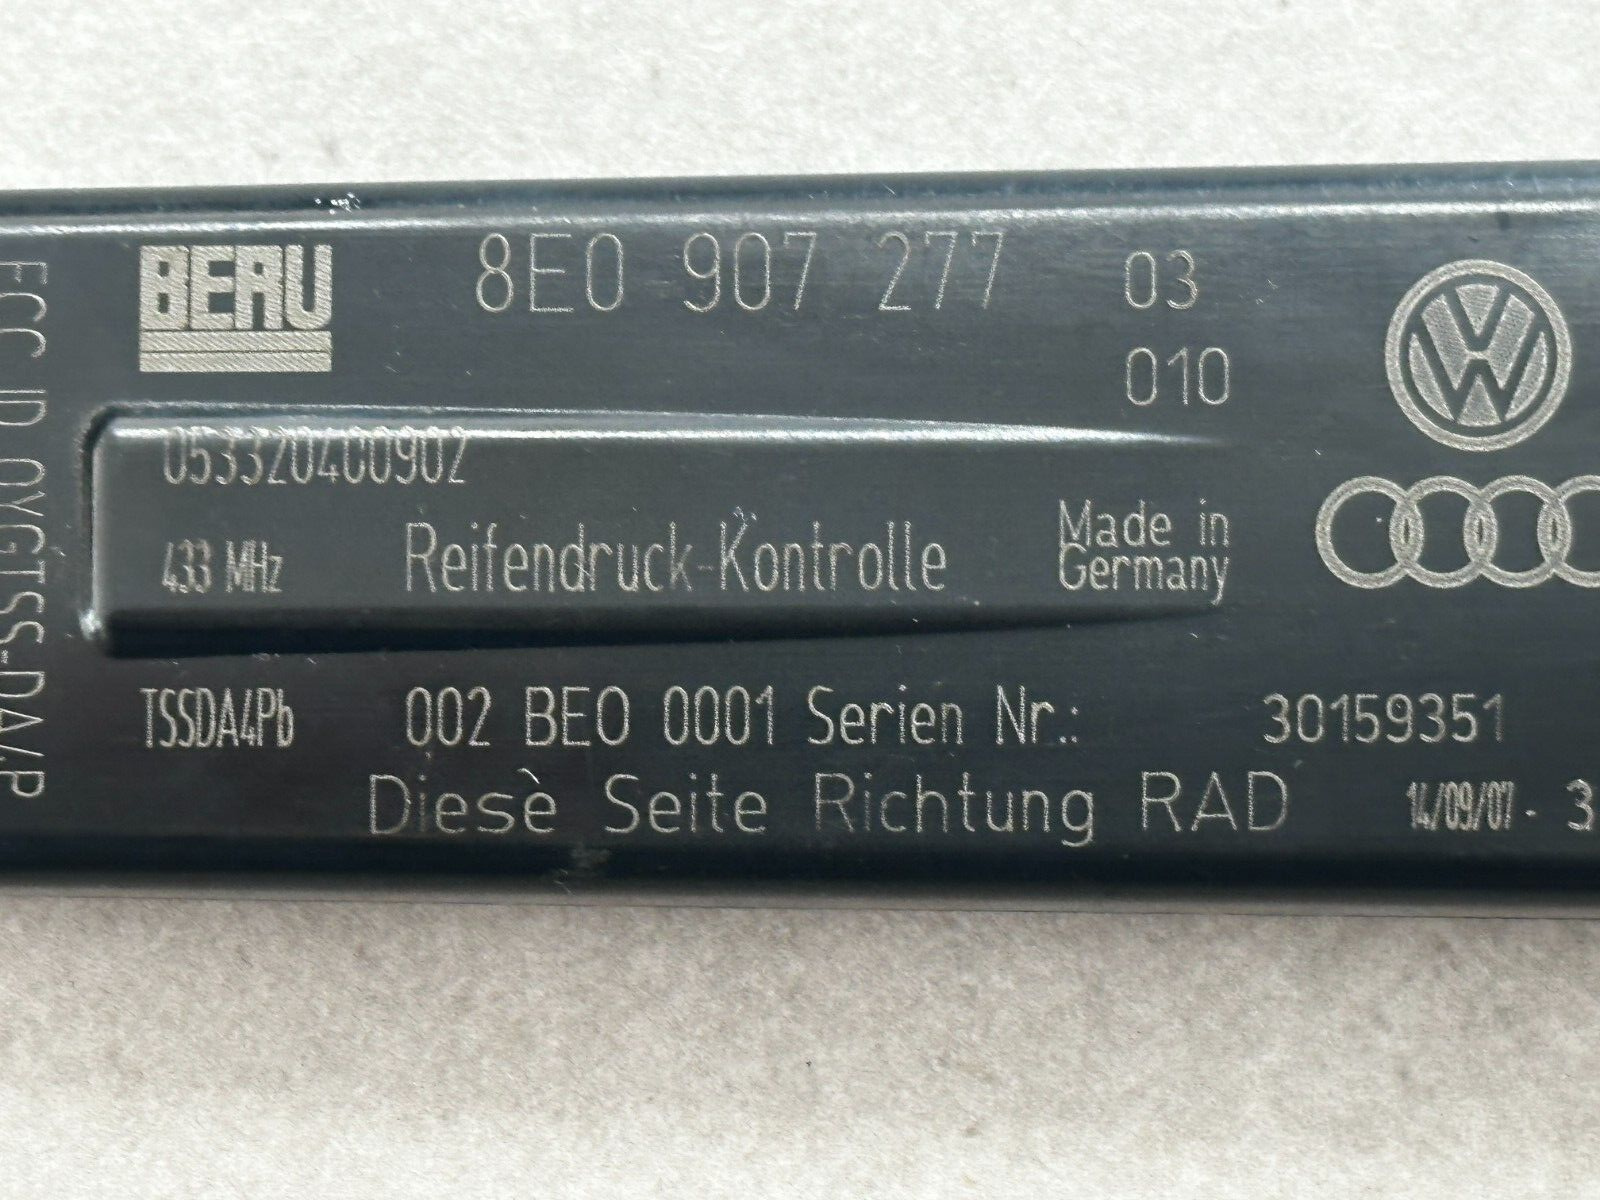 BERU
8E0 907 277 03
010
053320400902
433 MHz Reifendruck-Kontrolle
Made in
Germany
TSSDA4Pb 002 BE0 0001 Serien Nr.: 30159351
Diese Seite Richtung RAD 14/09/07 - 3
FCC ID OYGTSS-DA4P